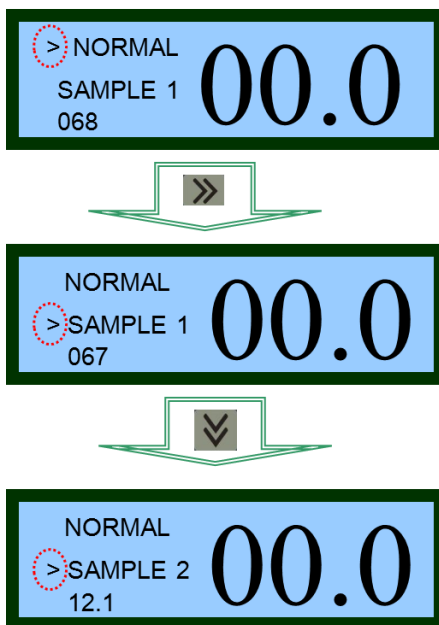 > NORMAL
SAMPLE 1
068
00.0
NORMAL
> SAMPLE 1
067
00.0
NORMAL
> SAMPLE 2
12.1
00.0